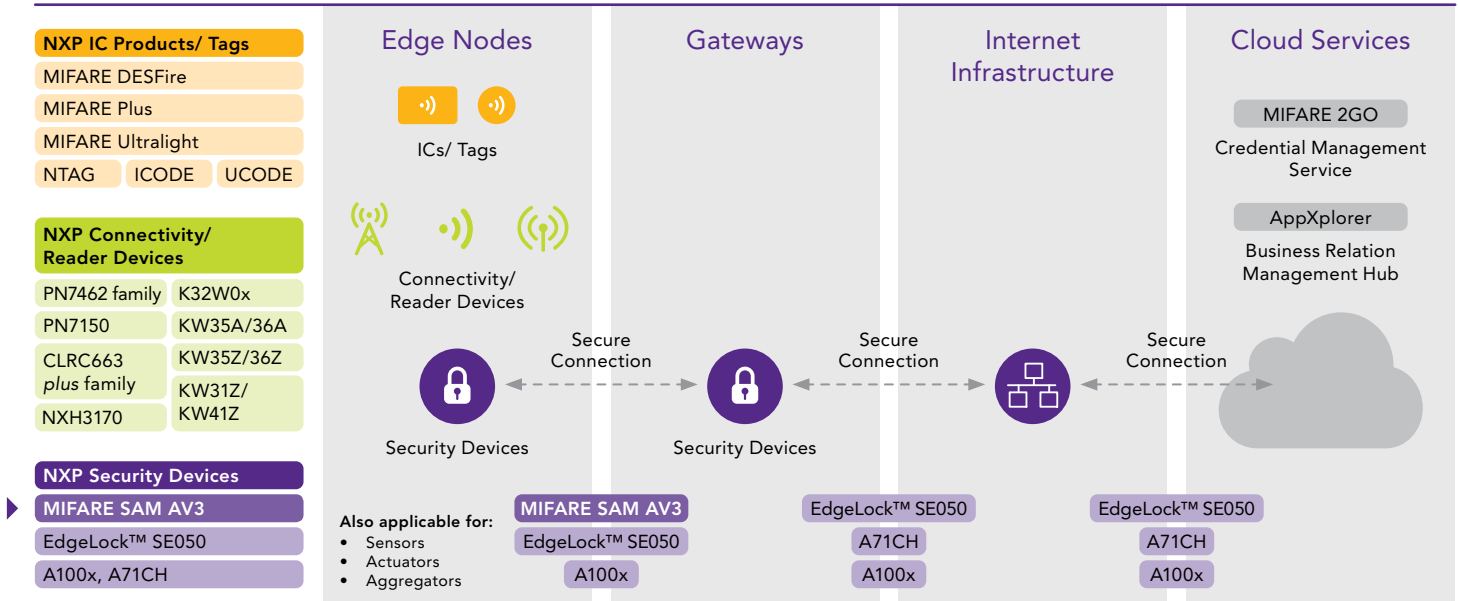 NXP IC Products/ Tags
MIFARE DESFire
MIFARE Plus
MIFARE Ultralight
NTAG
ICODE
UCODE
NXP Connectivity/
Reader Devices
PN7462 family
K32W0x
PN7150
KW35A/36A
CLRC663
plus family
KW35Z/36Z
KW31Z/
KW41Z
NXH3170
NXP Security Devices
MIFARE SAM AV3
EdgeLock™ SE050
A100x, A71CH
Edge Nodes
ICs/ Tags
Connectivity/
Reader Devices
Security Devices
Also applicable for:
• Sensors
• Actuators
• Aggregators
Secure
Connection
MIFARE SAM AV3
EdgeLock™ SE050
A100x
Gateways
Security Devices
Secure
Connection
EdgeLock™ SE050
A71CH
A100x
Internet
Infrastructure
Secure
Connection
EdgeLock™ SE050
A71CH
A100x
Cloud Services
MIFARE 2GO
Credential Management
Service
AppXplorer
Business Relation
Management Hub